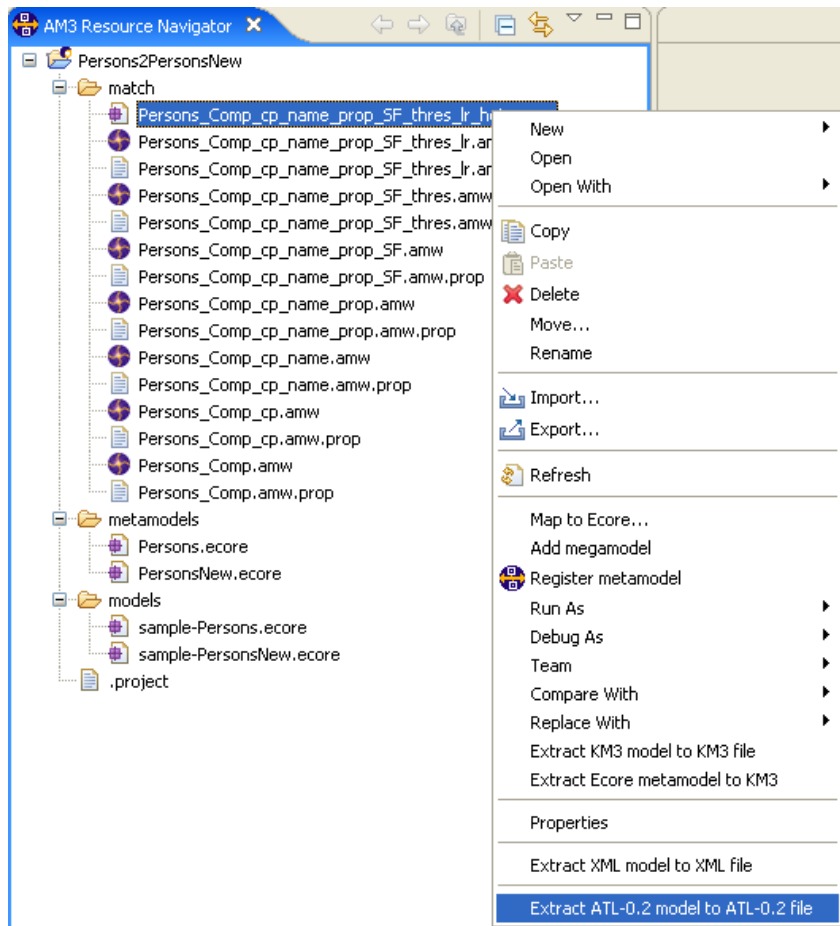 AM3 Resource Navigator
Persons2PersonsNew
match
Persons_Comp_cp_name_prop_SF_thres_lr_
Persons_Comp_cp_name_prop_SF_thres_lr.am
Persons_Comp_cp_name_prop_SF_thres_lr.am
Persons_Comp_cp_name_prop_SF_thres.amw
Persons_Comp_cp_name_prop_SF_thres.amw
Persons_Comp_cp_name_prop_SF.amw
Persons_Comp_cp_name_prop_SF.amw.prop
Persons_Comp_cp_name_prop.amw
Persons_Comp_cp_name_prop.amw.prop
Persons_Comp_cp_name.amw
Persons_Comp_cp_name.amw.prop
Persons_Comp_cp.amw
Persons_Comp_cp.amw.prop
Persons_Comp.amw
Persons_Comp.amw.prop
metamodels
Persons.ecore
PersonsNew.ecore
models
sample-Persons.ecore
sample-PersonsNew.ecore
.project
New
Open
Open With
Copy
Paste
Delete
Move...
Rename
Import...
Export...
Refresh
Map to Ecore...
Add megamodel
Register metamodel
Run As
Debug As
Team
Compare With
Replace With
Extract KM3 model to KM3 file
Extract Ecore metamodel to KM3
Properties
Extract XML model to XML file
Extract ATL-0.2 model to ATL-0.2 file